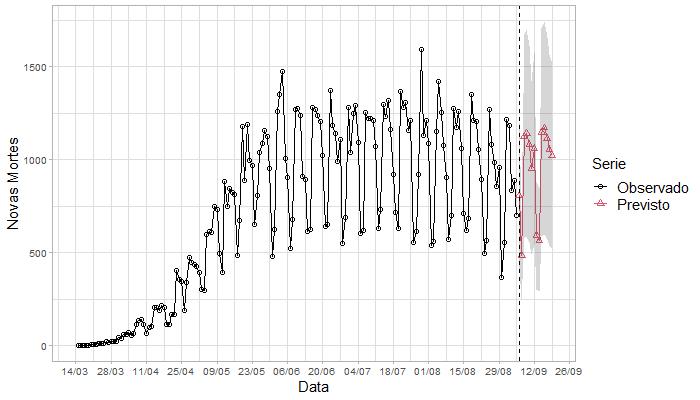 1500
1000
500
0
Novas Mortes
14/03 28/03 11/04 25/04 09/05 23/05 06/06 20/06 04/07 18/07 01/08 15/08 29/08 12/09 26/09
Data
Serie
Observado
Previsto